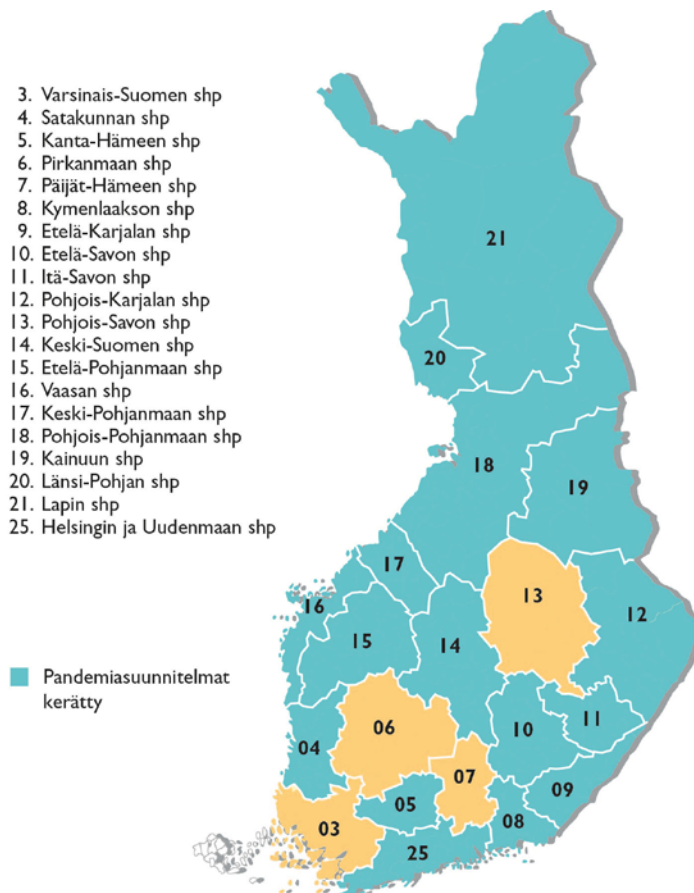 3. Varsinais-Suomen shp
4. Satakunnan shp
5. Kanta-Hämeen shp
6. Pirkanmaan shp
7. Päijät-Hämeen shp
8. Kymenlaakson shp
9. Etelä-Karjalan shp
10. Etelä-Savon shp
11. Itä-Savon shp
12. Pohjois-Karjalan shp
13. Pohjois-Savon shp
14. Keski-Suomen shp
15. Etelä-Pohjanmaan shp
16. Vaasan shp
17. Keski-Pohjanmaan shp
18. Pohjois-Pohjanmaan shp
19. Kainuun shp
20. Länsi-Pohjan shp
21. Lapin shp
25. Helsingin ja Uudenmaan shp
Pandemiasuunnitelmat
kerätty
21
20
18
19
17
13
16
12
15
14
11
10
06
04
07
09
05
08
03
25